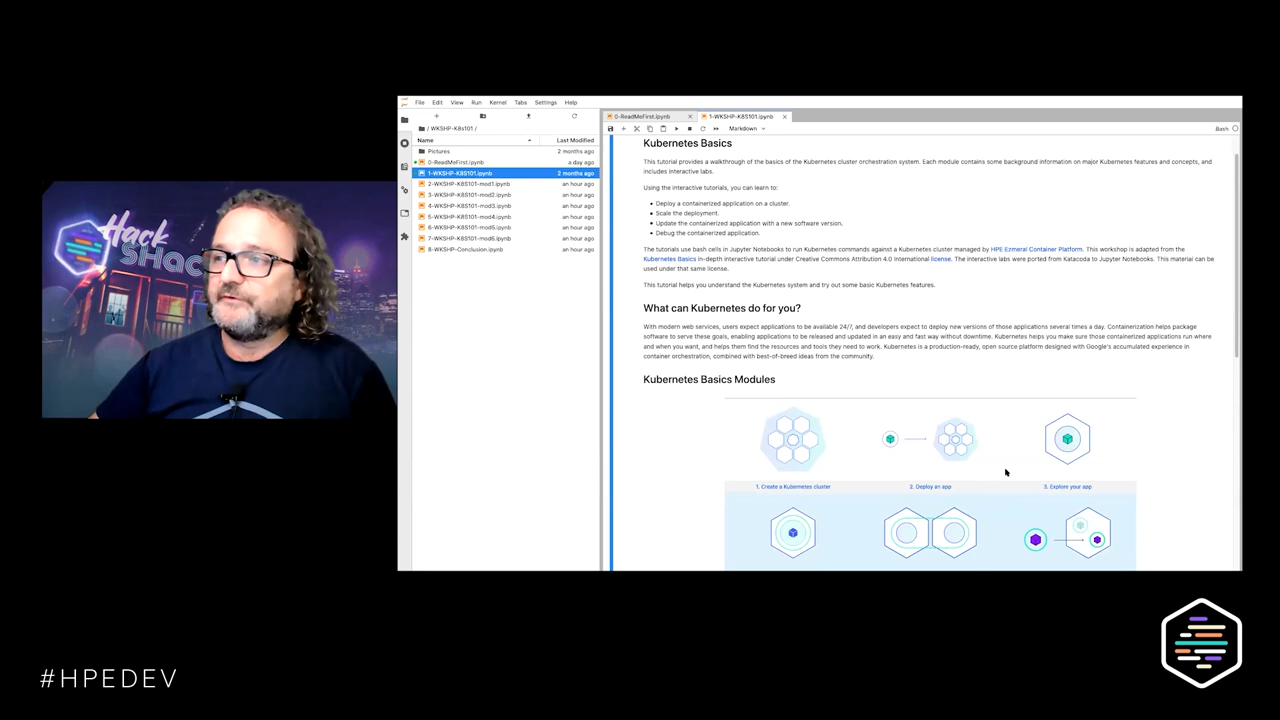 File Edit View Run Kernel Tabs Settings Help
/ WKSHP-K8s101 /
Name Last Modified
Pictures 2 months ago
0-ReadMeFirst.ipynb a day ago
1-WKSHP-K8S101.ipynb 2 months ago
2-WKSHP-K8S101-mod1.ipynb an hour ago
3-WKSHP-K8S101-mod2.ipynb an hour ago
4-WKSHP-K8S101-mod3.ipynb an hour ago
5-WKSHP-K8S101-mod4.ipynb an hour ago
6-WKSHP-K8S101-mod5.ipynb an hour ago
7-WKSHP-K8S101-mod6.ipynb an hour ago
8-WKSHP-Conclusion.ipynb an hour ago
0-ReadMeFirst.ipynb 1-WKSHP-K8S101.ipynb
Markdown Bash
Kubernetes Basics
This tutorial provides a walkthrough of the basics of the Kubernetes cluster orchestration system. Each module contains some background information on major Kubernetes features and concepts, and
includes interactive labs.
Using the interactive tutorials, you can learn to:
• Deploy a containerized application on a cluster.
• Scale the deployment.
• Update the containerized application with a new software version.
• Debug the containerized application.
The tutorials use bash cells in Jupyter Notebooks to run Kubernetes commands against a Kubernetes cluster managed by HPE Ezmeral Container Platform. This workshop is adapted from the
Kubernetes Basics in-depth interactive tutorial under Creative Commons Attribution 4.0 International license. The interactive labs were ported from Katacoda to Jupyter Notebooks. This material can be
used under that same license.
This tutorial helps you understand the Kubernetes system and try out some basic Kubernetes features.
What can Kubernetes do for you?
With modern web services, users expect applications to be available 24/7, and developers expect to deploy new versions of those applications several times a day. Containerization helps package
software to serve these goals, enabling applications to be released and updated in an easy and fast way without downtime. Kubernetes helps you make sure those containerized applications run where
and when you want, and helps them find the resources and tools they need to work. Kubernetes is a production-ready, open source platform designed with Google's accumulated experience in
container orchestration, combined with best-of-breed ideas from the community.
Kubernetes Basics Modules
1. Create a Kubernetes cluster 2. Deploy an app 3. Explore your app
#HPEDEV